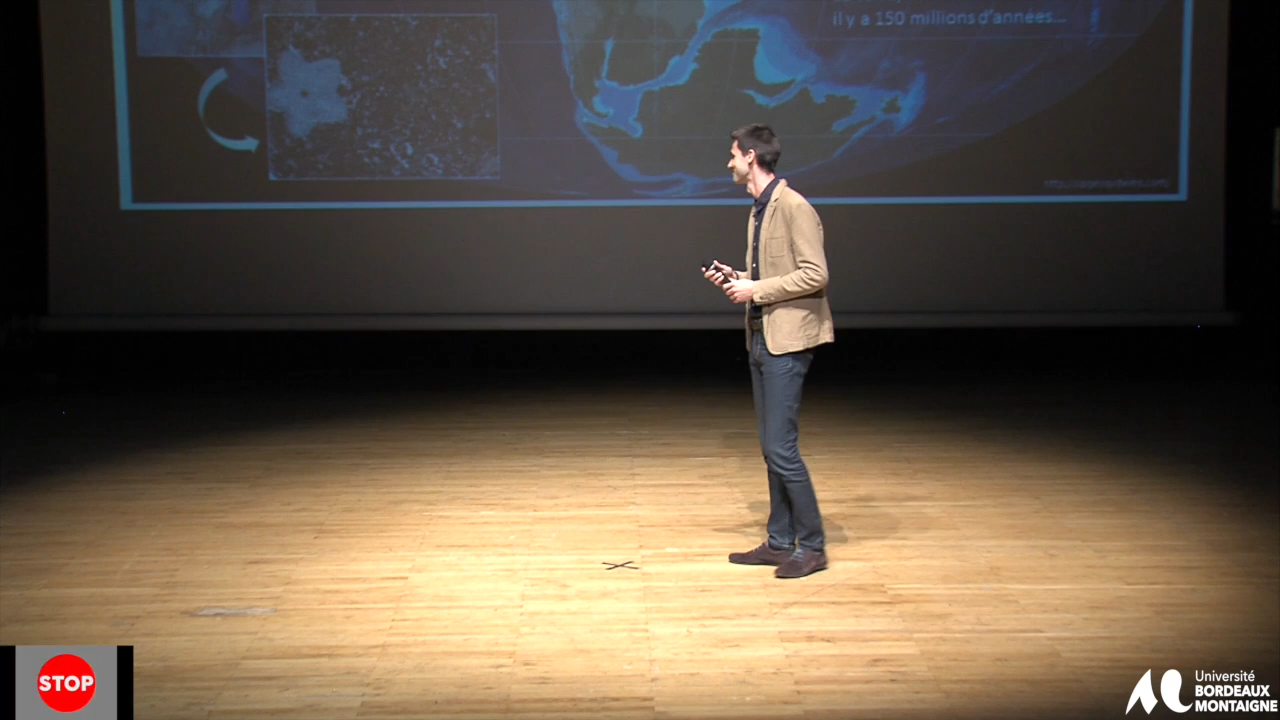 il y a 150 millions d'années...
STOP
Université
BORDEAUX
MONTAIGNE